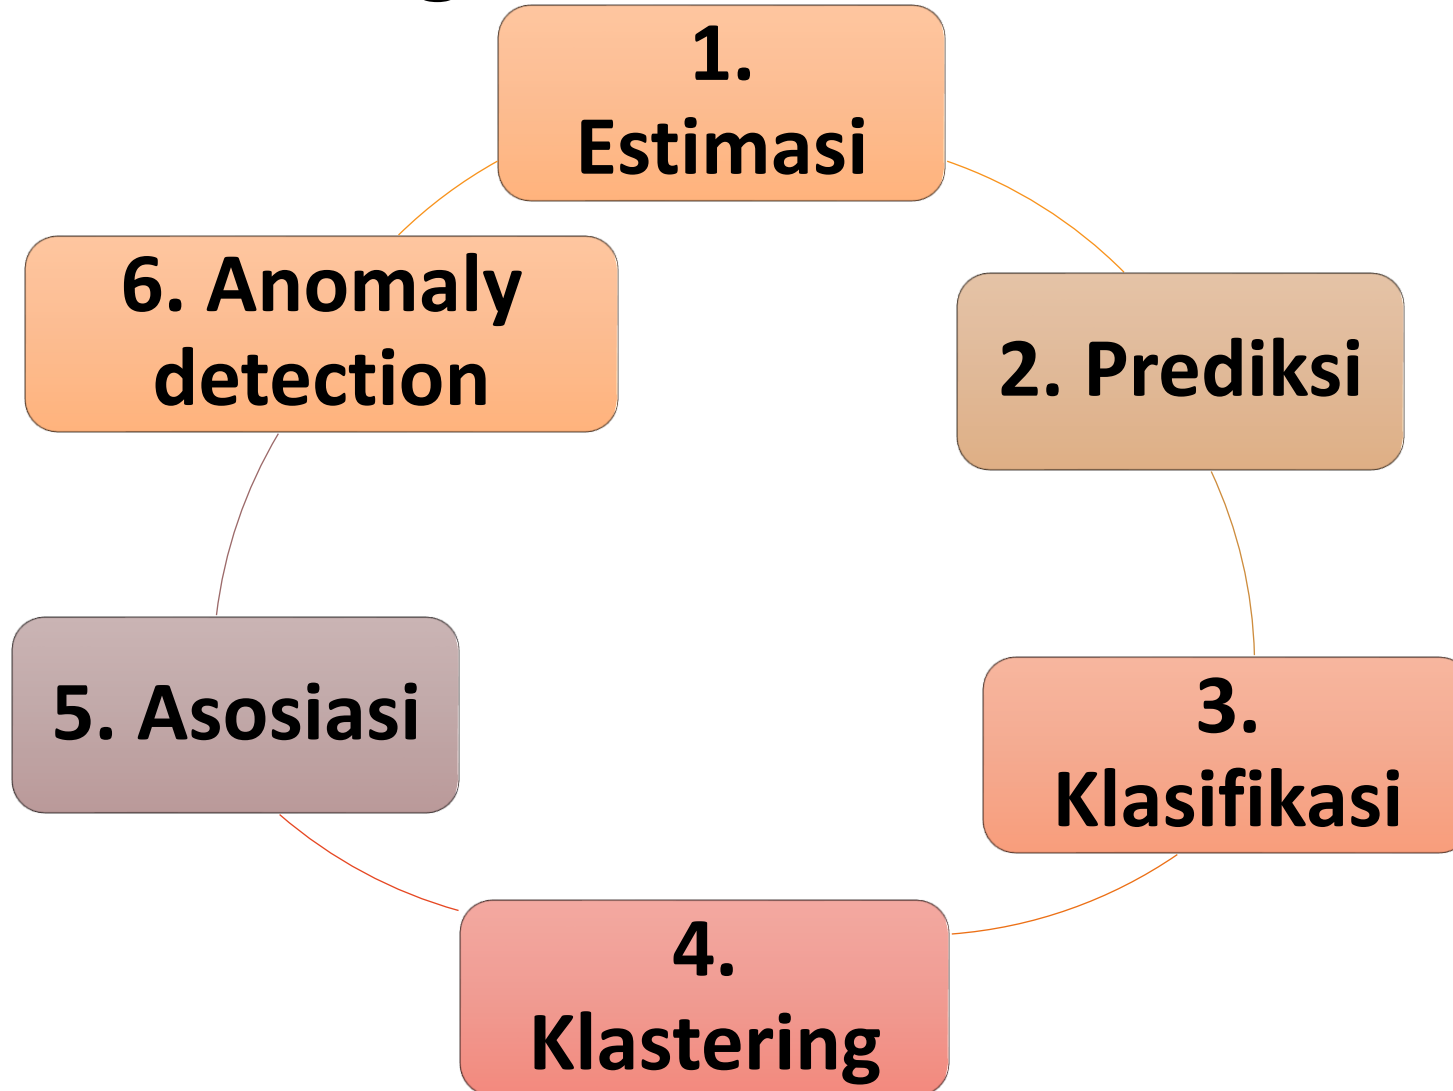 1.
Estimasi
2. Prediksi
3.
Klasifikasi
4.
Klastering
5. Asosiasi
6. Anomaly
detection